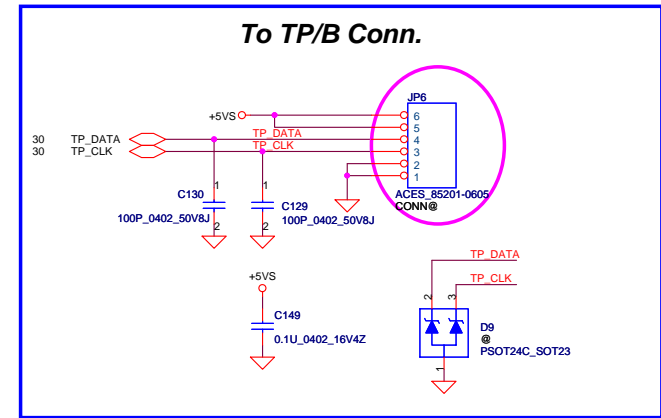 To TP/B Conn.
JP6
+5VS
6
5
30 TP_DATA TP_DATA 4
30 TP_CLK TP_CLK 3
2
1
C130 1
1 C129
ACES_85201-0605
CONN@
100P_0402_50V8J 2
2 100P_0402_50V8J
+5VS
TP_DATA
TP_CLK
2 3
C149
0.1U_0402_16V4Z
D9
@
PSOT24C_SOT23
1